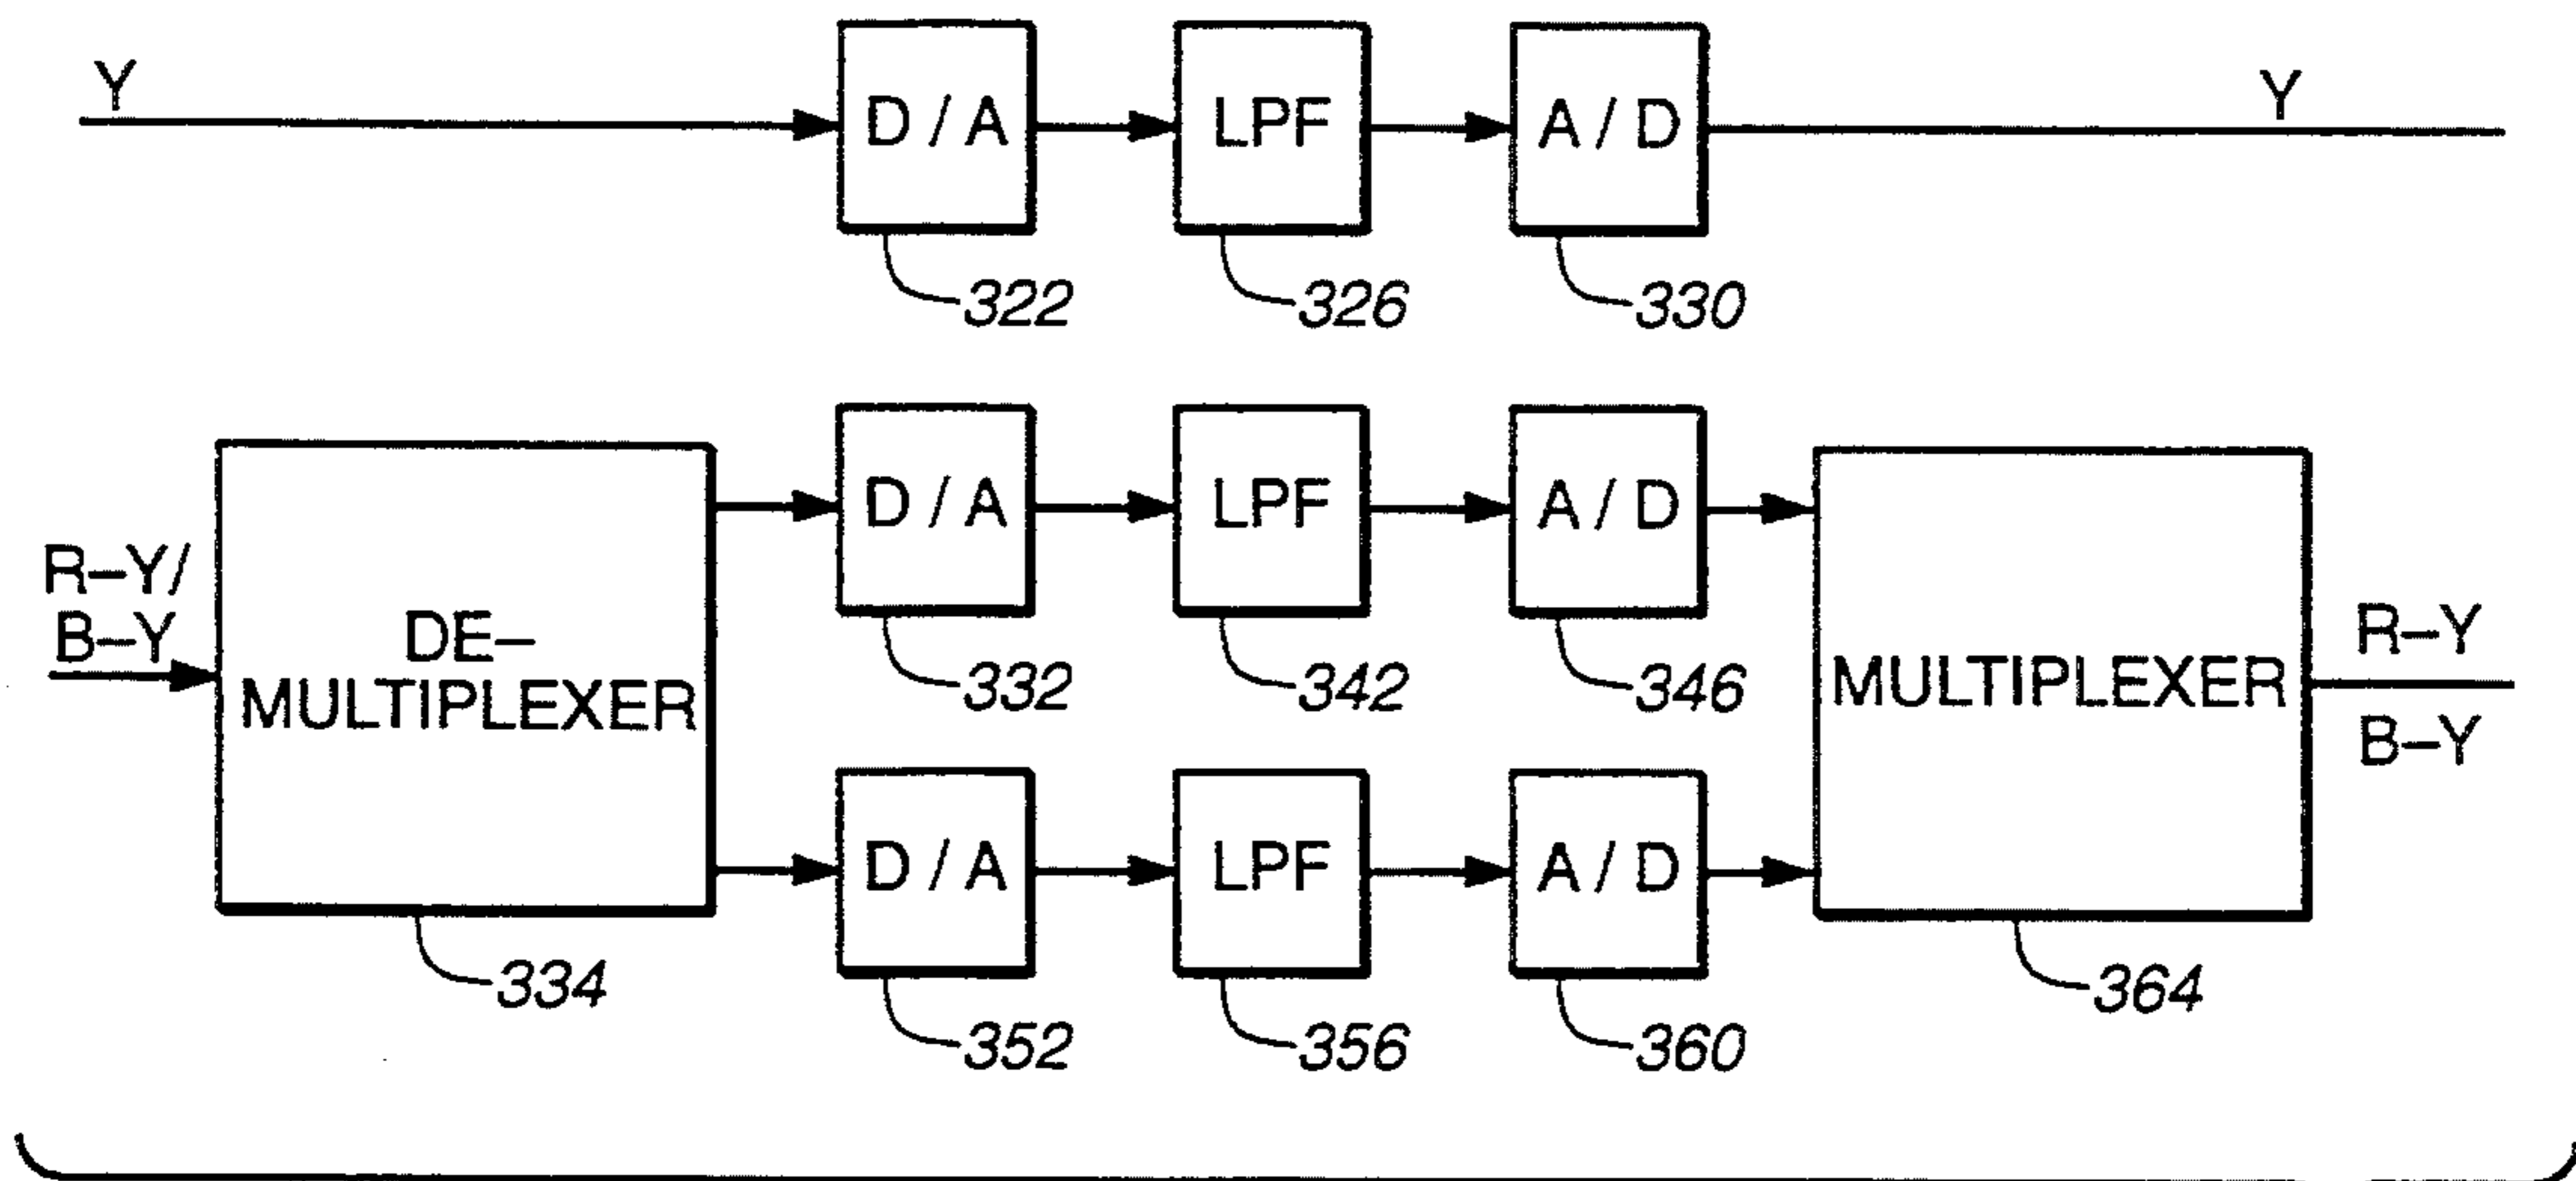 Y
D / A
LPF
A / D
Y
322
326
330
R–Y/
B–Y
DE–
MULTIPLEXER
334
D / A
LPF
A / D
332
342
346
D / A
LPF
A / D
352
356
360
MULTIPLEXER
364
R–Y
B–Y